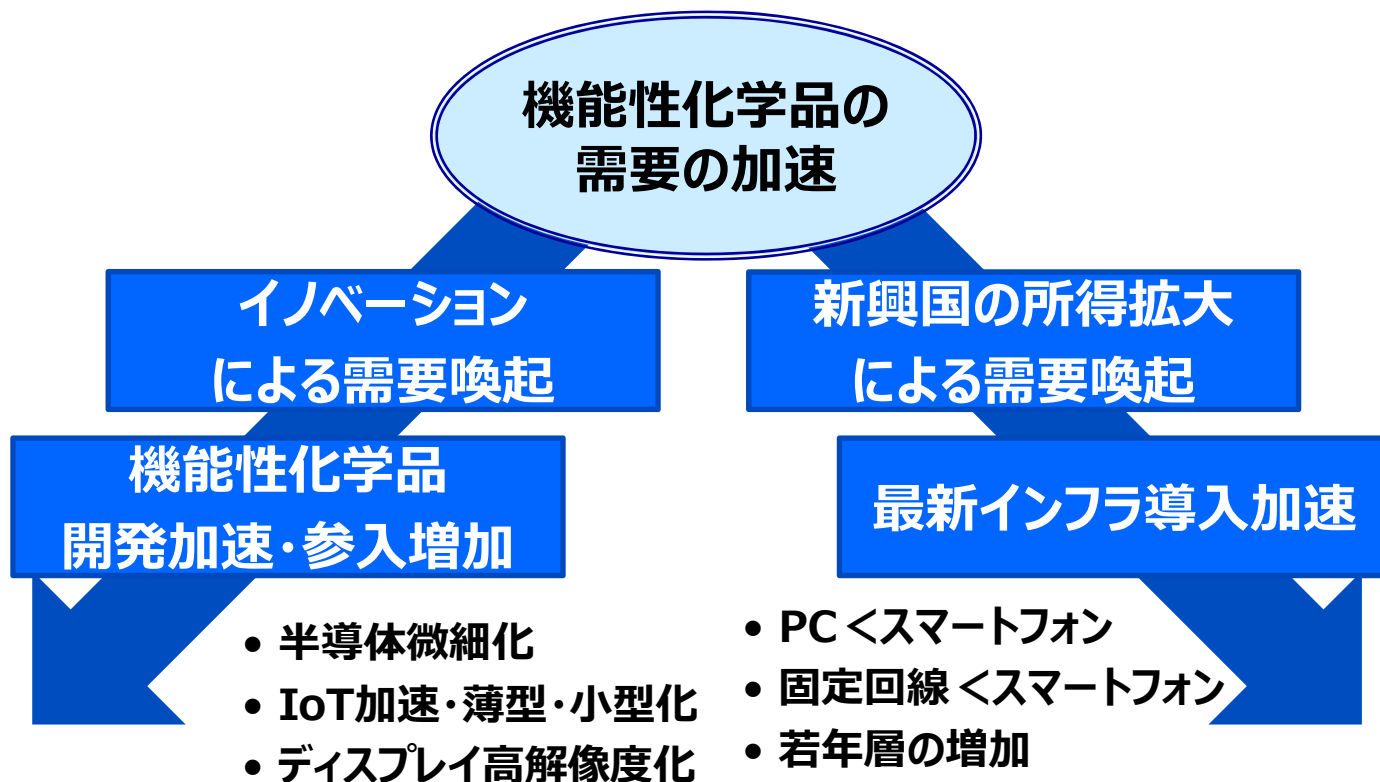 機能性化学品の
需要の加速
イノベーション
による需要喚起
機能性化学品
開発加速・参入増加
• 半導体微細化
• IoT加速・薄型・小型化
• ディスプレイ高解像度化
新興国の所得拡大
による需要喚起
最新インフラ導入加速
• PC＜スマートフォン
• 固定回線＜スマートフォン
• 若年層の増加